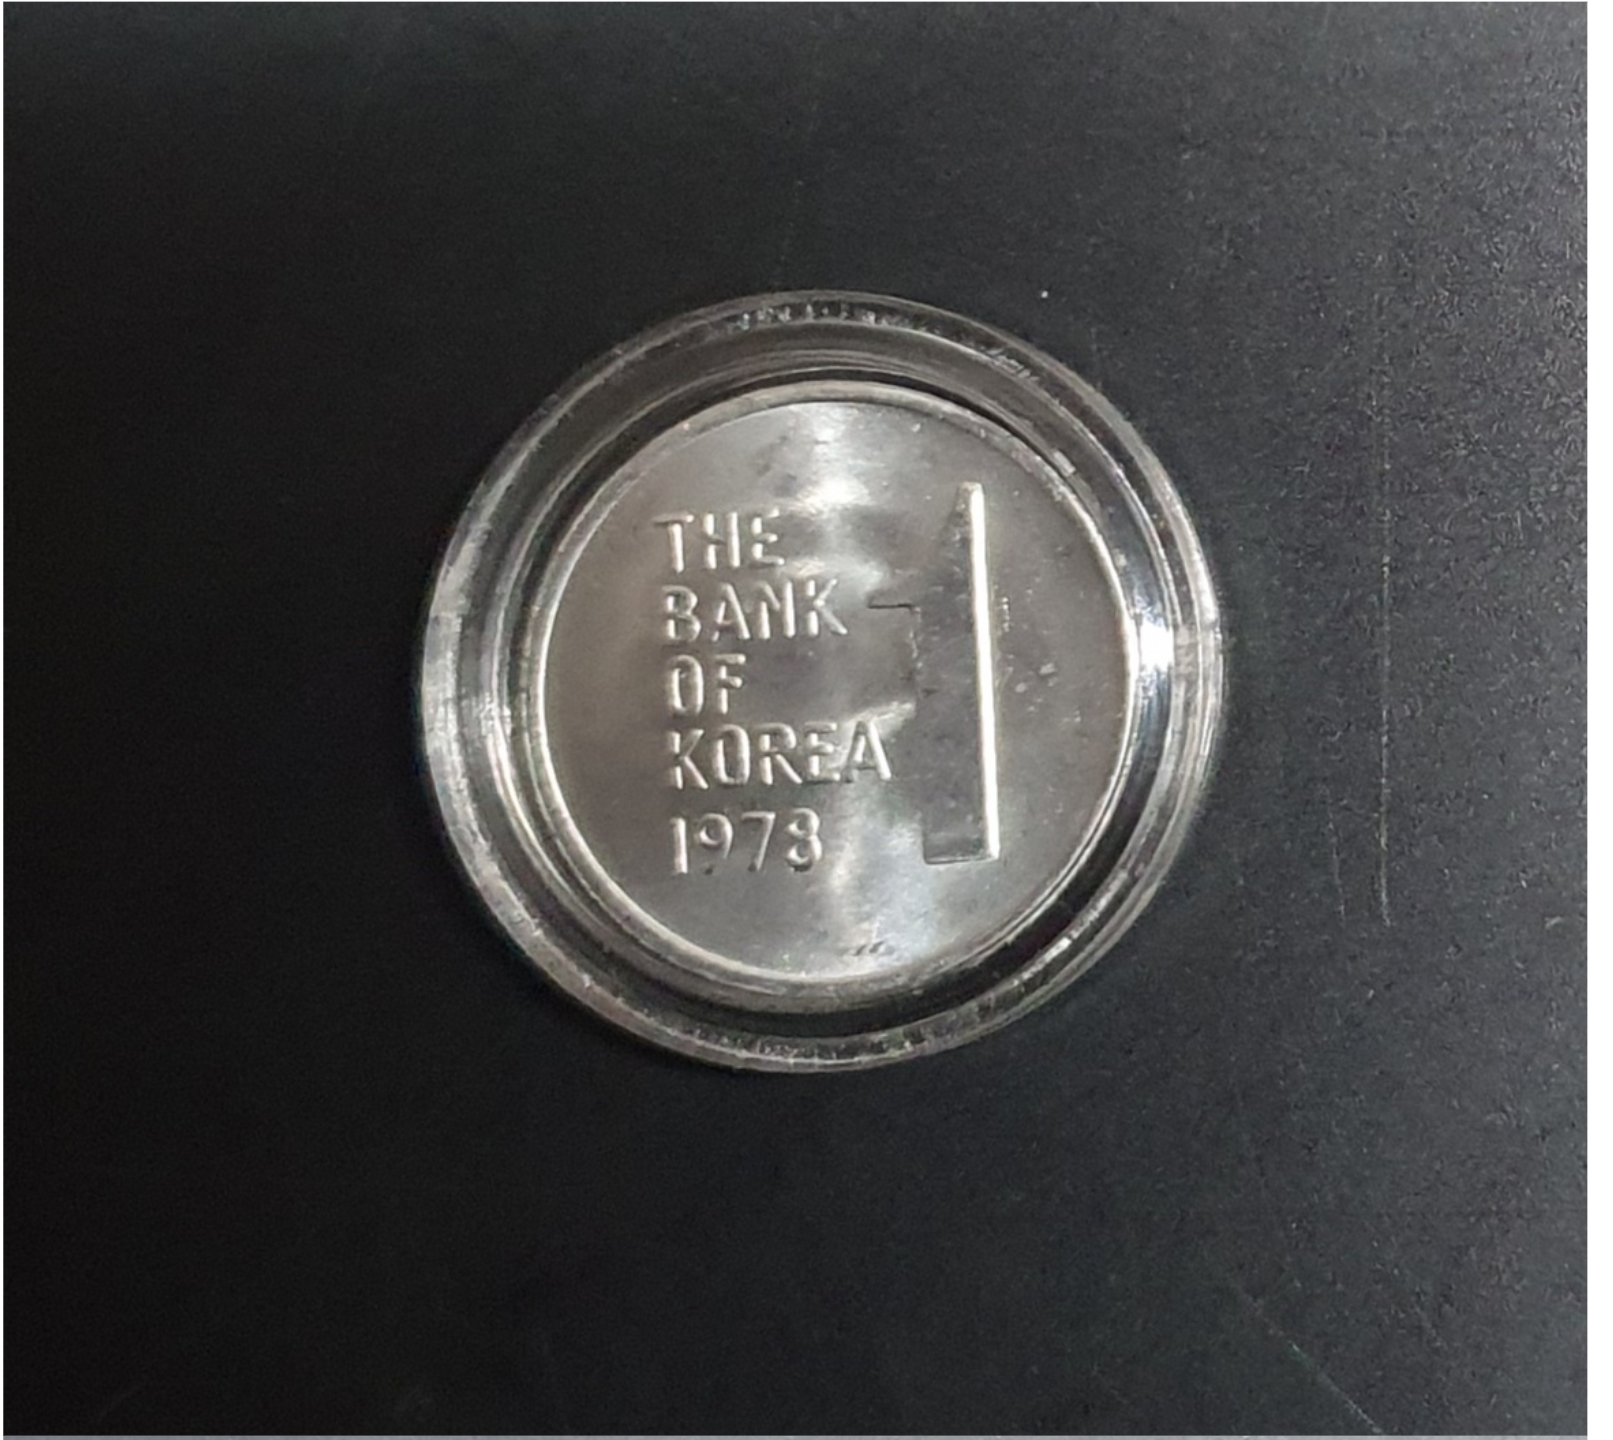 THE
BANK
OF
KOREA
1978
1